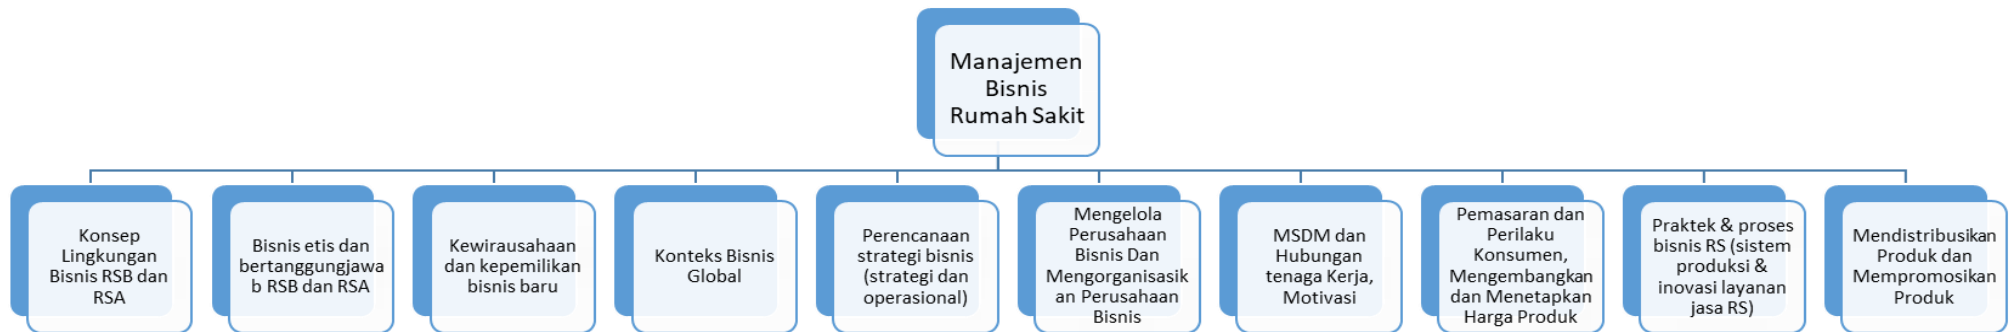 Manajemen
Bisnis
Rumah Sakit
Konsep
Lingkungan
Bisnis RSB dan
RSA
Bisnis etis dan
bertanggungjawa
b RSB dan RSA
Kewirausahaan
dan kepemilikan
bisnis baru
Konteks Bisnis
Global
Perencanaan
strategi bisnis
(strategi dan
operasional)
Mengelola
Perusahaan
Bisnis Dan
Mengorganisasik
an Perusahaan
Bisnis
MSDM dan
Hubungan
tenaga Kerja,
Motivasi
Pemasaran dan
Perilaku
Konsumen,
Mengembangkan
dan Menetapkan
Harga Produk
Praktek & proses
bisnis RS (sistem
produksi &
inovasi layanan
jasa RS)
Mendistribusikan
Produk dan
Mempromosikan
Produk